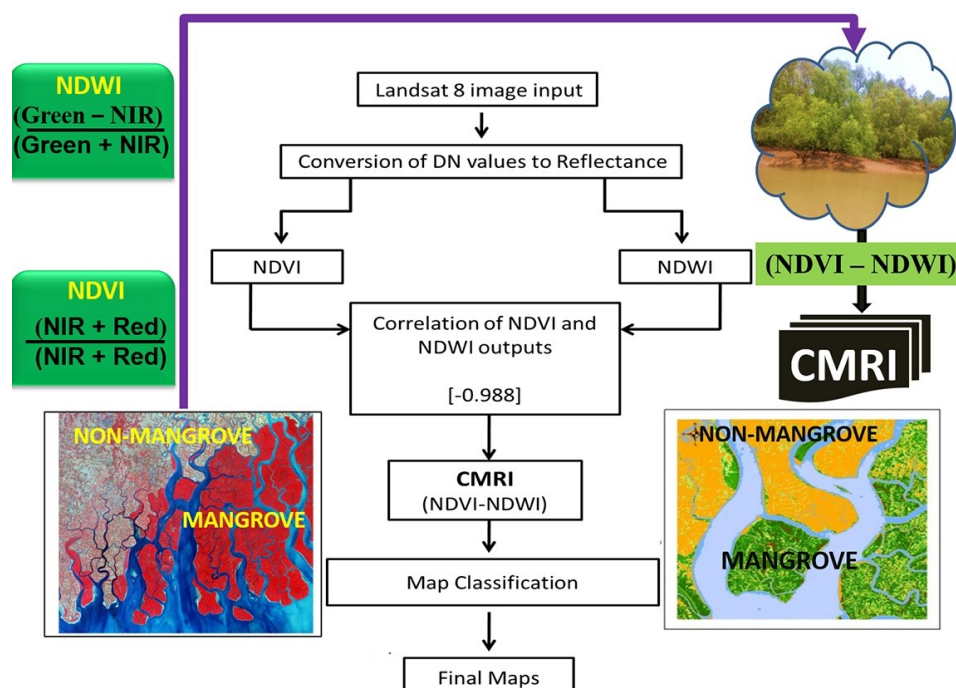 NDWI
(Green – NIR)
(Green + NIR)
NDVI
(NIR + Red)
(NIR + Red)
Landsat 8 image input
Conversion of DN values to Reflectance
NDVI
NDWI
Correlation of NDVI and
NDWI outputs
[-0.988]
CMRI
(NDVI-NDWI)
Map Classification
Final Maps
(NDVI – NDWI)
CMRI
NON-MANGROVE
MANGROVE
NON-MANGROVE
MANGROVE